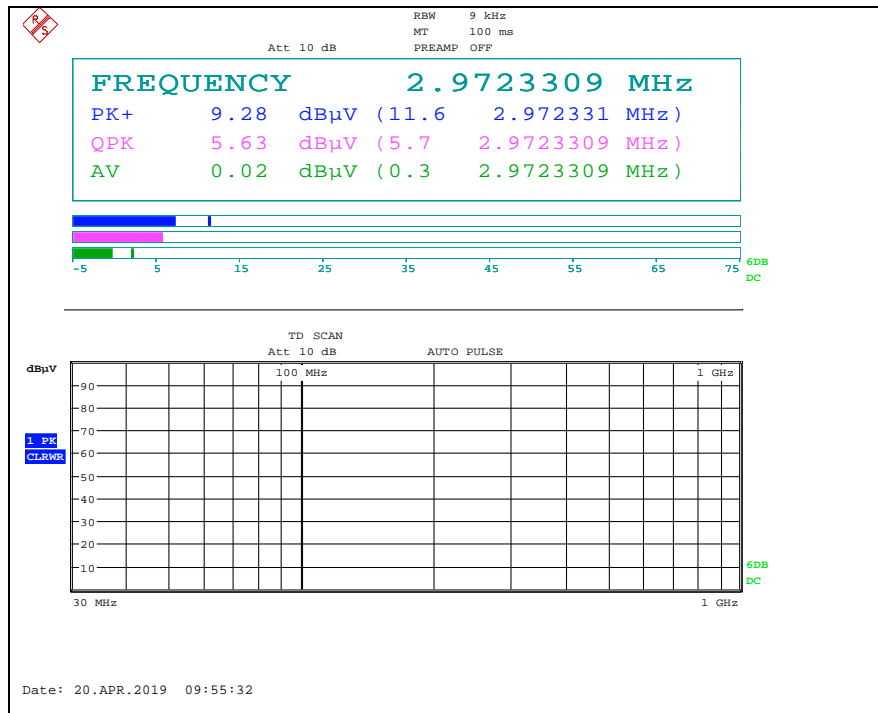 R S
RBW 9 kHz
MT 100 ms
Att 10 dB PREAMP OFF
FREQUENCY 2.9723309 MHz
PK+ 9.28 dBµV (11.6 2.972331 MHz)
QPK 5.63 dBµV (5.7 2.9723309 MHz)
AV 0.02 dBµV (0.3 2.9723309 MHz)
-5 5 15 25 35 45 55 65 75
6DB
DC
TD SCAN
Att 10 dB AUTO PULSE
dBµV
100 MHz 1 GHz
90
80
70
1 PK
CLRWR
60
50
40
30
20
10
6DB
DC
30 MHz 1 GHz
Date: 20.APR.2019 09:55:32